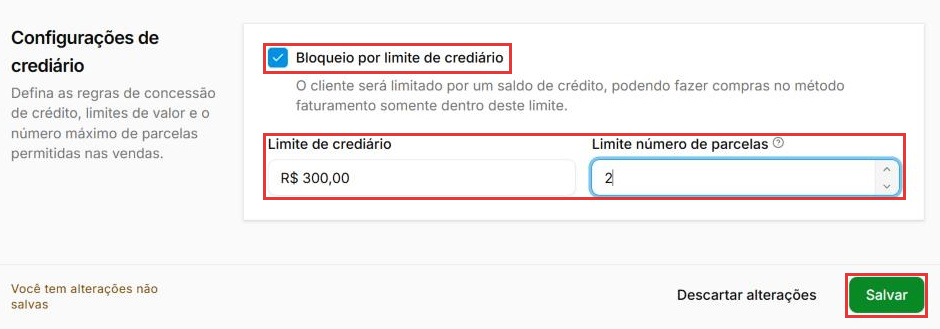 Configurações de
crediário
Defina as regras de concessão
de crédito, limites de valor e o
número máximo de parcelas
permitidas nas vendas.
Bloqueio por limite de crediário
O cliente será limitado por um saldo de crédito, podendo fazer compras no método
faturamento somente dentro deste limite.
Limite de crediário
Limite número de parcelas
R$ 300,00
2
Você tem alterações não
salvas
Descartar alterações
Salvar